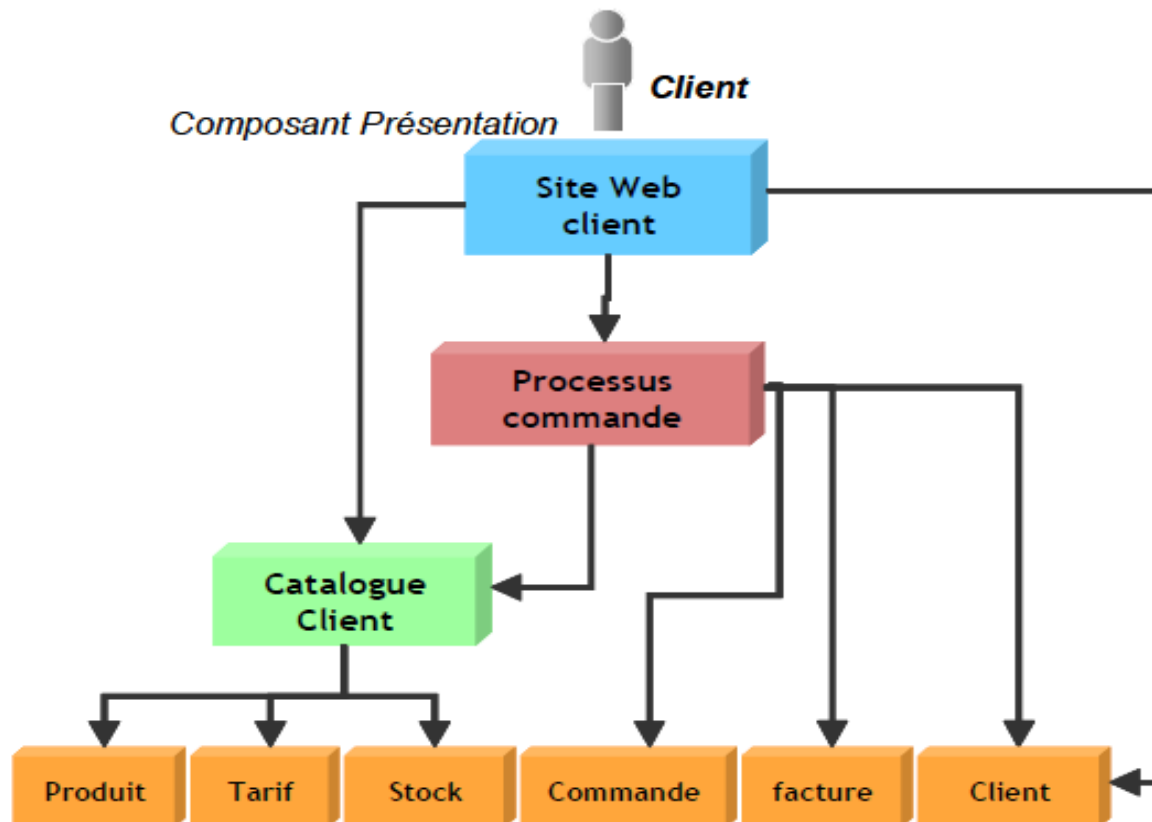 Client
Composant Présentation
Site Web
client
Processus
commande
Catalogue
Client
Produit
Tarif
Stock
Commande
facture
Client